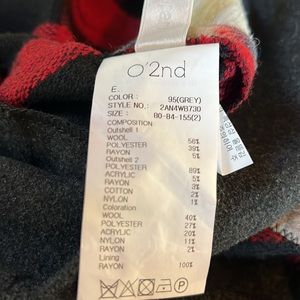 O'2nd
E.
COLOR : 95(GREY)
STYLE NO. : 2AN4WB730
SIZE : 80-84-155(2)
COMPOSITION
Outshell 1
WOOL 56%
POLYESTER 39%
RAYON 5%
Outshell 2
POLYESTER 89%
ACRYLIC 5%
RAYON 3%
COTTON 2%
NYLON 1%
Coloration
WOOL 40%
POLYESTER 27%
ACRYLIC 20%
NYLON 11%
RAYON 2%
Lining
RAYON 100%